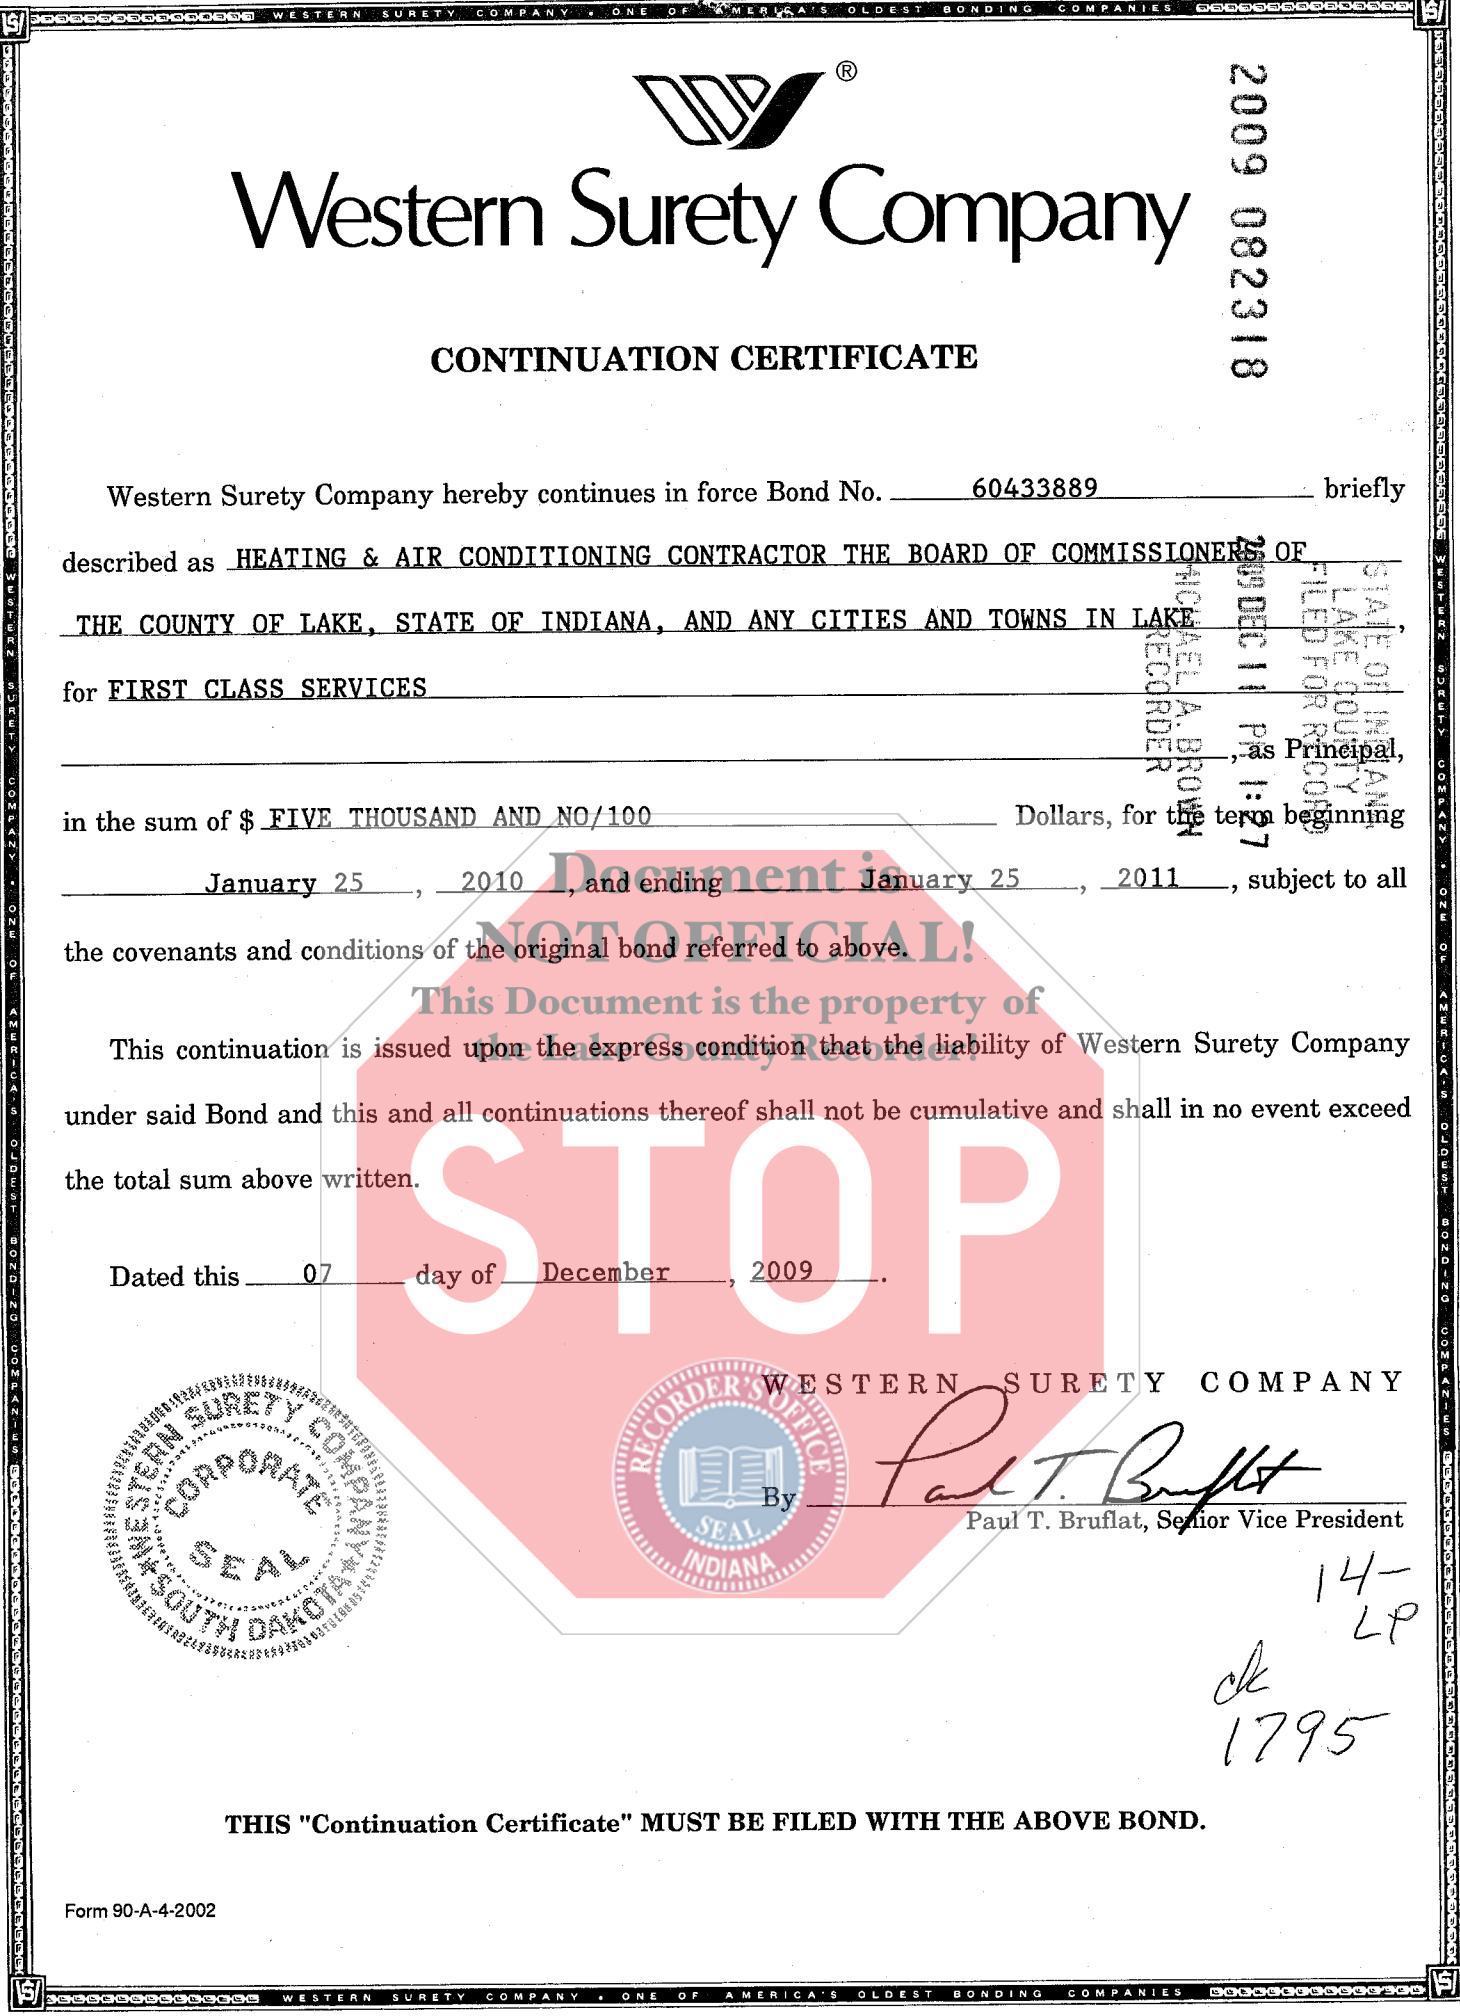 WESTERN SURETY COMPANY • ONE OF AMERICA'S OLDEST BONDING COMPANIES
®
Western Surety Company
2009 082318
CONTINUATION CERTIFICATE
Western Surety Company hereby continues in force Bond No. 60433889 briefly
described as HEATING & AIR CONDITIONING CONTRACTOR THE BOARD OF COMMISSIONERS OF
THE COUNTY OF LAKE, STATE OF INDIANA, AND ANY CITIES AND TOWNS IN LAKE,
for FIRST CLASS SERVICES
, as Principal,
in the sum of $ FIVE THOUSAND AND NO/100 Dollars, for the term beginning
January 25, 2010, and ending January 25, 2011, subject to all
the covenants and conditions of the original bond referred to above.
STATE OF INDIANA
LAKE COUNTY
FILED FOR RECORD
2009 DEC 11 PM 1:27
MICHAEL A. BROWN
RECORDER
Document is
NOT OFFICIAL!
This Document is the property of
the Lake County Recorder!
This continuation is issued upon the express condition that the liability of Western Surety Company
under said Bond and this and all continuations thereof shall not be cumulative and shall in no event exceed
the total sum above written.
STOP
Dated this 07 day of December, 2009.
WESTERN SURETY COMPANY
By Paul T. Bruflat
Paul T. Bruflat, Senior Vice President
WESTERN SURETY COMPANY
SOUTH DAKOTA
CORPORATE
SEAL
RECORDER'S OFFICE
SEAL
INDIANA
14-
LP
ck
1795
THIS "Continuation Certificate" MUST BE FILED WITH THE ABOVE BOND.
Form 90-A-4-2002
WESTERN SURETY COMPANY • ONE OF AMERICA'S OLDEST BONDING COMPANIES